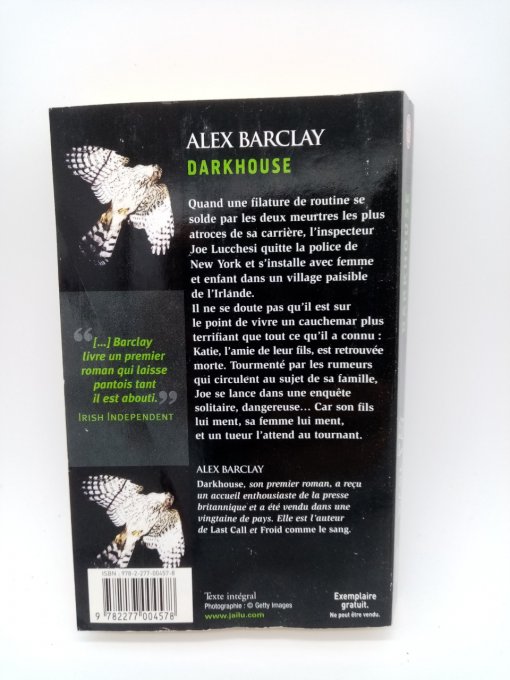 ALEX BARCLAY
DARKHOUSE
Quand une filature de routine se
solde par les deux meurtres les plus
atroces de sa carrière, l'inspecteur
Joe Lucchesi quitte la police de
New York et s'installe avec femme
et enfant dans un village paisible
de l'Irlande.
Il ne se doute pas qu'il est sur
le point de vivre un cauchemar plus
terrifiant que tout ce qu'il a connu :
Katie, l'amie de leur fils, est retrouvée
morte. Tourmenté par les rumeurs
qui circulent au sujet de sa famille,
Joe se lance dans une enquête
solitaire, dangereuse... Car son fils
lui ment, sa femme lui ment,
et un tueur l'attend au tournant.
“[...] Barclay
livre un premier
roman qui laisse
pantois tant
il est abouti.”
IRISH INDEPENDENT
ALEX BARCLAY
Darkhouse, son premier roman, a reçu
un accueil enthousiaste de la presse
britannique et a été vendu dans une
vingtaine de pays. Elle est l'auteur
de Last Call et Froid comme le sang.
ISBN : 978-2-277-00457-8
9 782277 004578
Texte intégral
Photographie : © Getty Images
www.jailu.com
Exemplaire
gratuit.
Ne peut être vendu.
DARKHOUSE